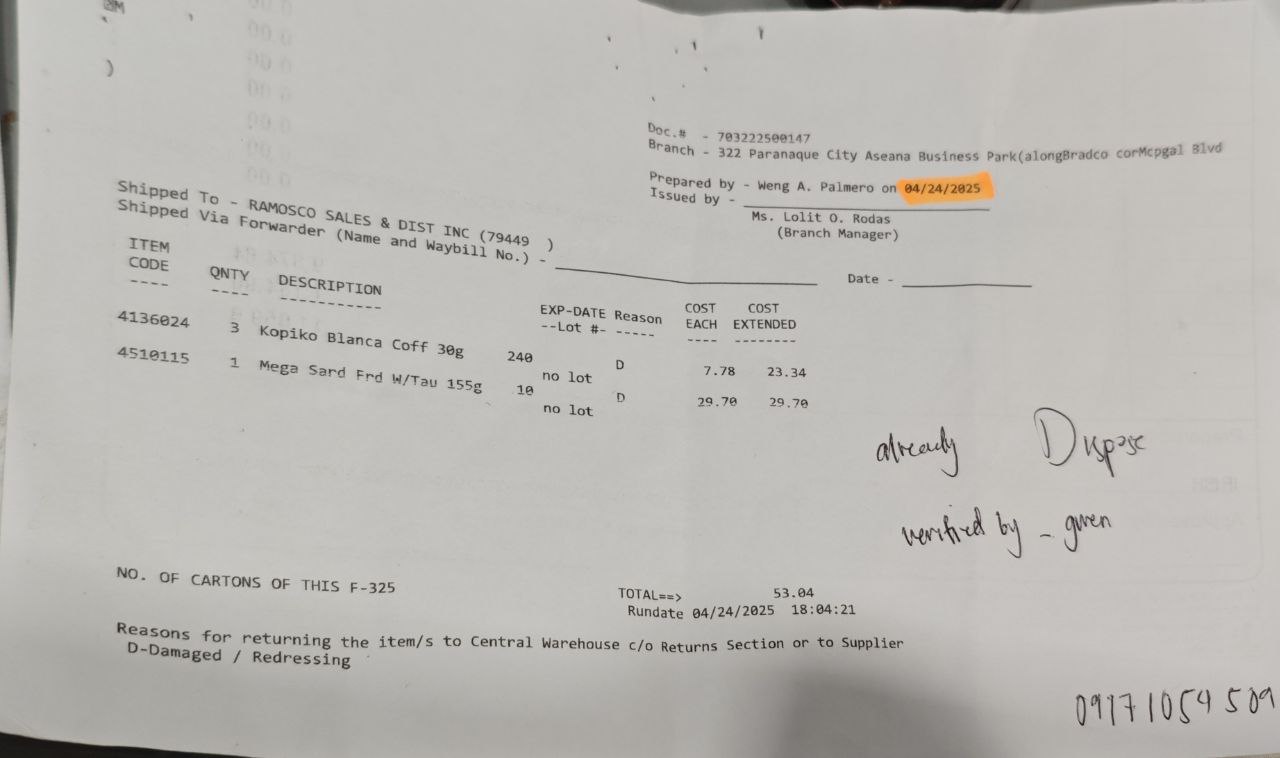 Doc.# - 703222500147
Branch - 322 Paranaque City Aseana Business Park(alongBradco corMcpgal Blvd
Prepared by - Weng A. Palmero on 04/24/2025
Issued by -
Ms. Lolit O. Rodas
(Branch Manager)
Shipped To - RAMOSCO SALES & DIST INC (79449 )
Shipped Via Forwarder (Name and Waybill No.) -
Date -
ITEM CODE QNTY DESCRIPTION EXP-DATE --Lot #- Reason COST EACH COST EXTENDED
4136024 3 Kopiko Blanca Coff 30g 240 D 7.78 23.34
no lot
4510115 1 Mega Sard Frd W/Tau 155g 10 D 29.70 29.70
no lot
already Dispose
verified by - gwen
NO. OF CARTONS OF THIS F-325
TOTAL==> 53.04
Rundate 04/24/2025 18:04:21
Reasons for returning the item/s to Central Warehouse c/o Returns Section or to Supplier
D-Damaged / Redressing
09171054509